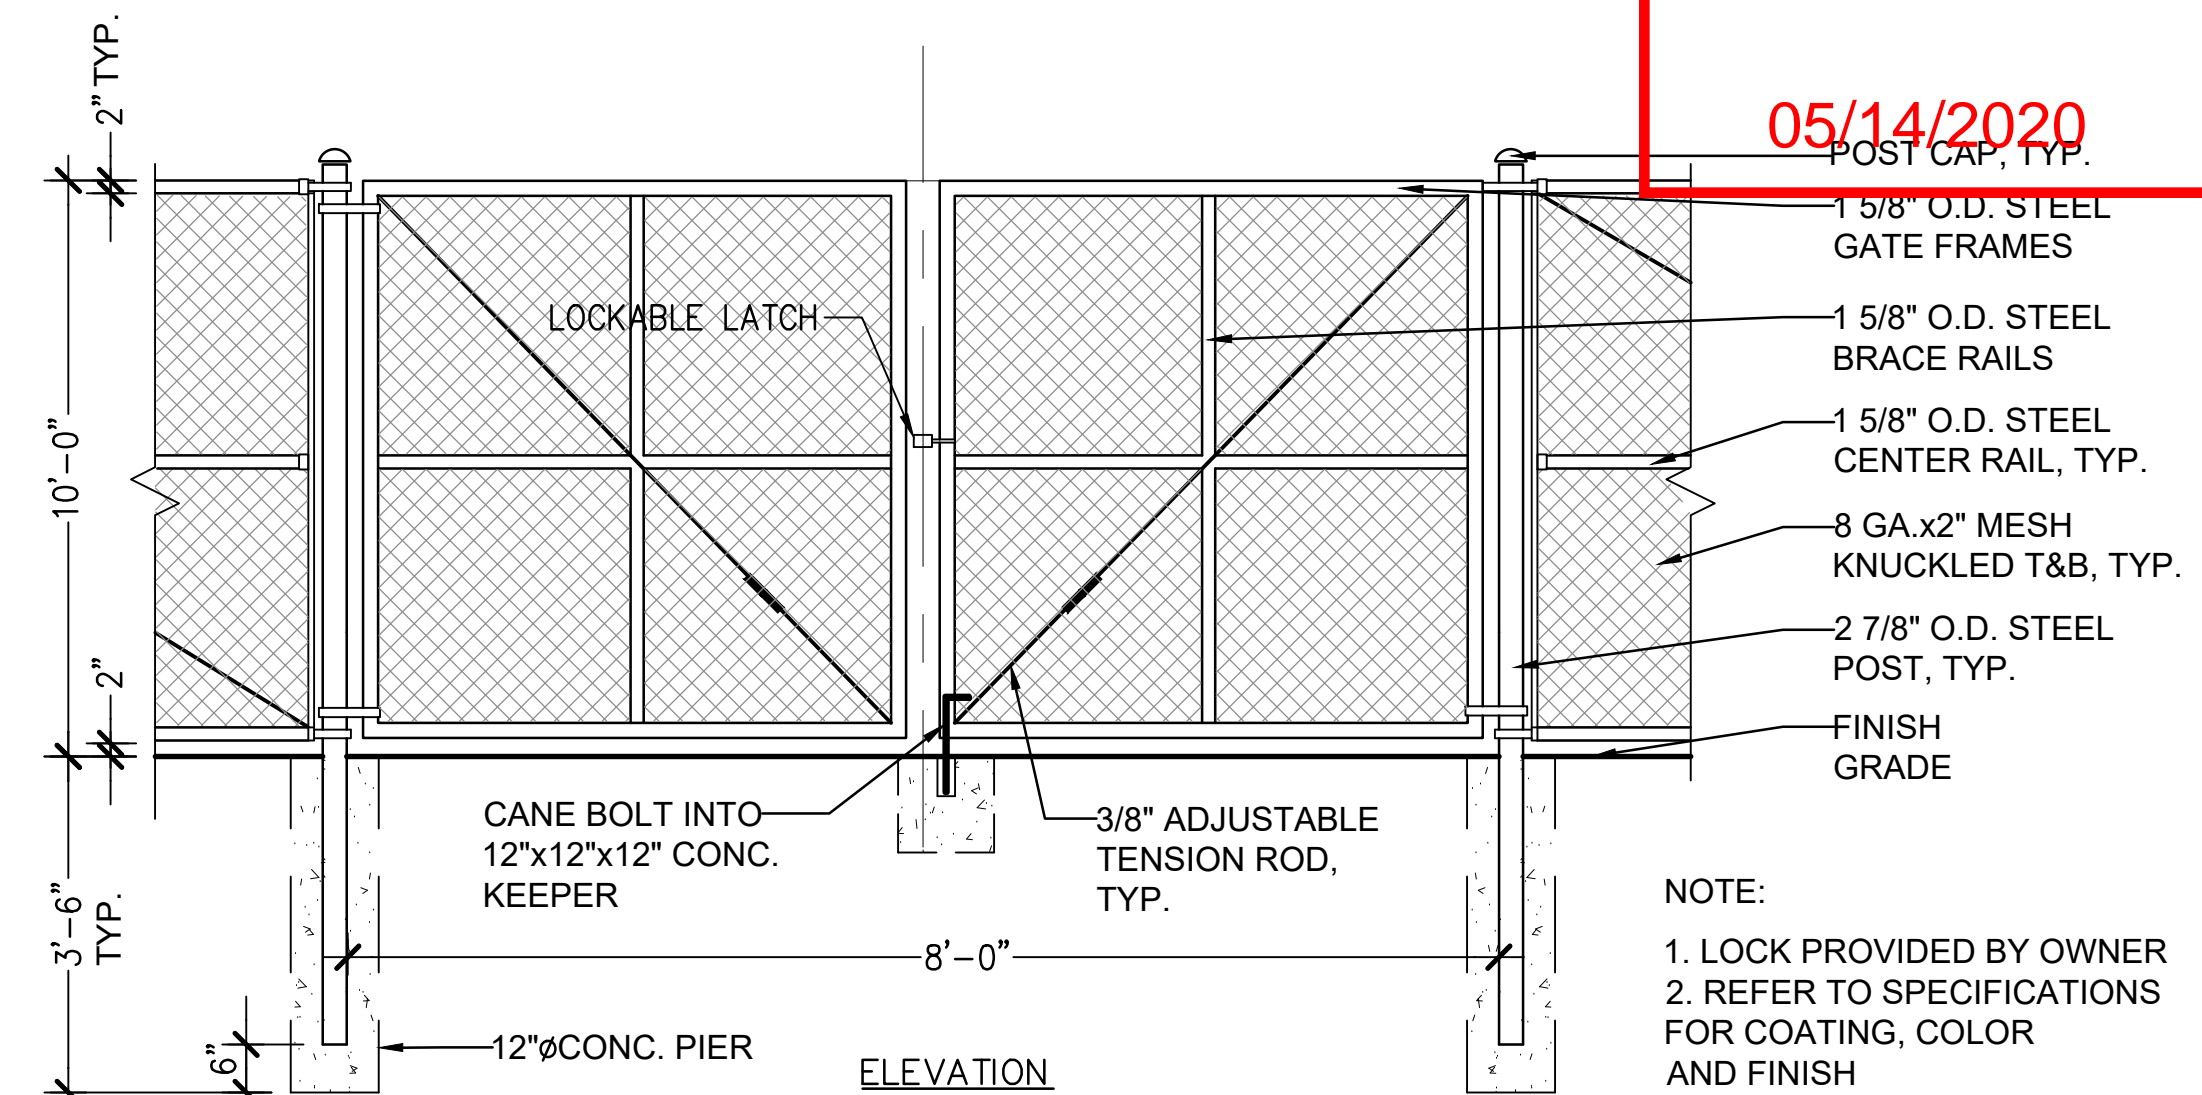 2” TYP.
05/14/2020
POST CAP, TYP.
1 5/8" O.D. STEEL
GATE FRAMES
LOCKABLE LATCH
1 5/8" O.D. STEEL
BRACE RAILS
1 5/8" O.D. STEEL
CENTER RAIL, TYP.
10’-0”
8 GA.x2" MESH
KNUCKLED T&B, TYP.
2 7/8" O.D. STEEL
POST, TYP.
2”
FINISH
GRADE
CANE BOLT INTO
12"x12"x12" CONC.
KEEPER
3/8" ADJUSTABLE
TENSION ROD,
TYP.
3’-6”
TYP.
8’-0”
NOTE:
1. LOCK PROVIDED BY OWNER
2. REFER TO SPECIFICATIONS
FOR COATING, COLOR
AND FINISH
6”
12"øCONC. PIER
ELEVATION